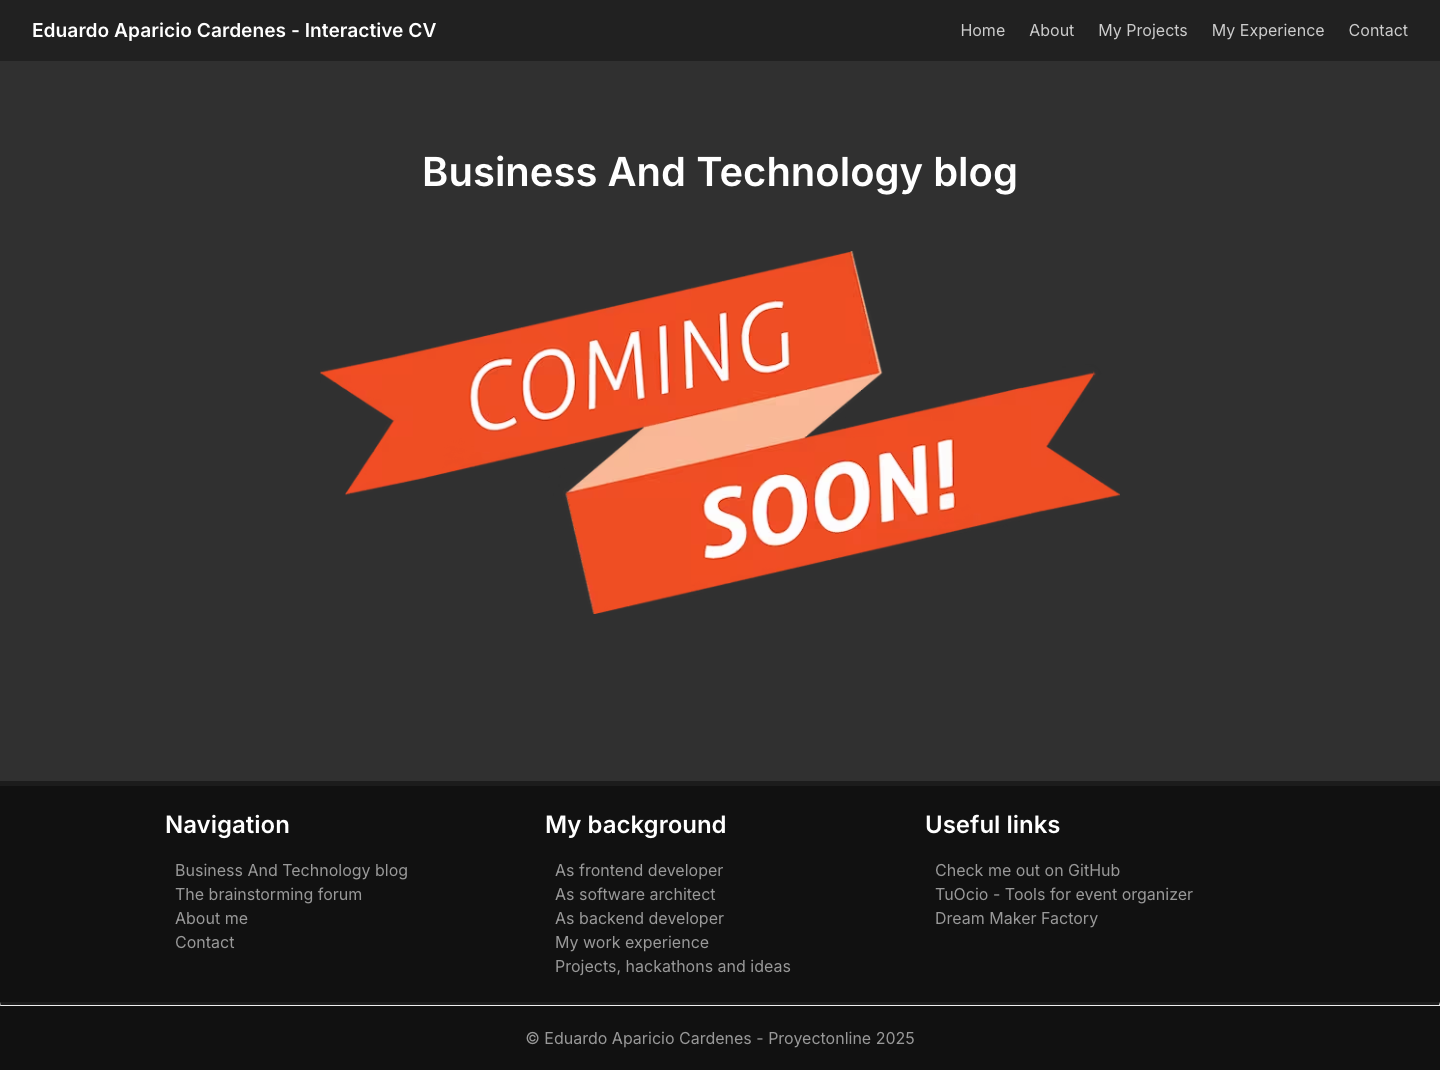 Eduardo Aparicio Cardenes - Interactive CV
Home
About
My Projects
My Experience
Contact
Business And Technology blog
COMING
SOON!
Navigation
Business And Technology blog
The brainstorming forum
About me
Contact
My background
As frontend developer
As software architect
As backend developer
My work experience
Projects, hackathons and ideas
Useful links
Check me out on GitHub
TuOcio - Tools for event organizer
Dream Maker Factory
© Eduardo Aparicio Cardenes - Proyectonline 2025